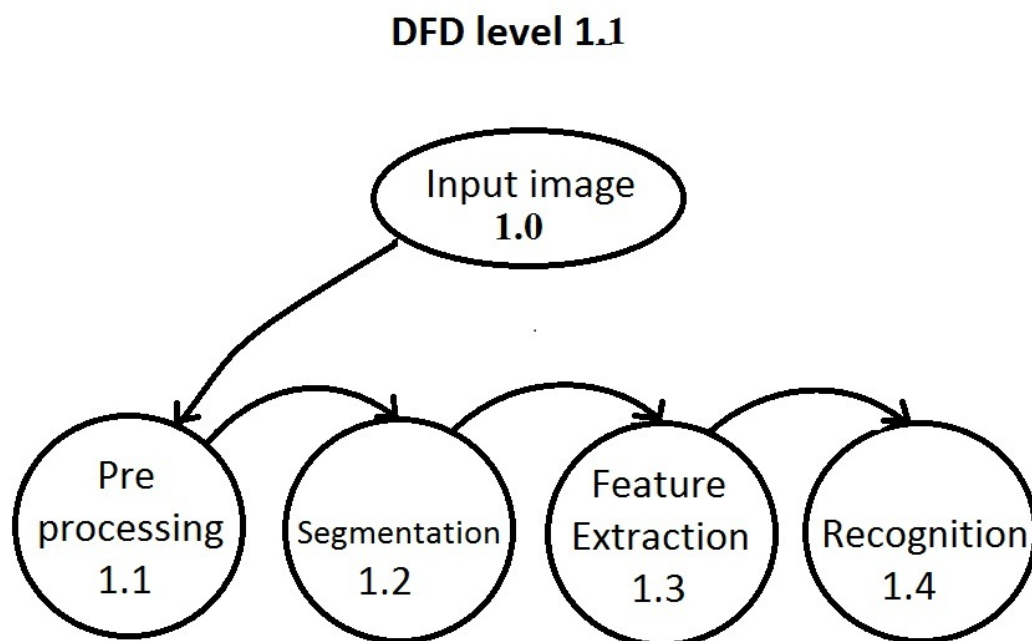 DFD level 1.1
Input image
1.0
Pre
processing
1.1
Segmentation
1.2
Feature
Extraction
1.3
Recognition
1.4